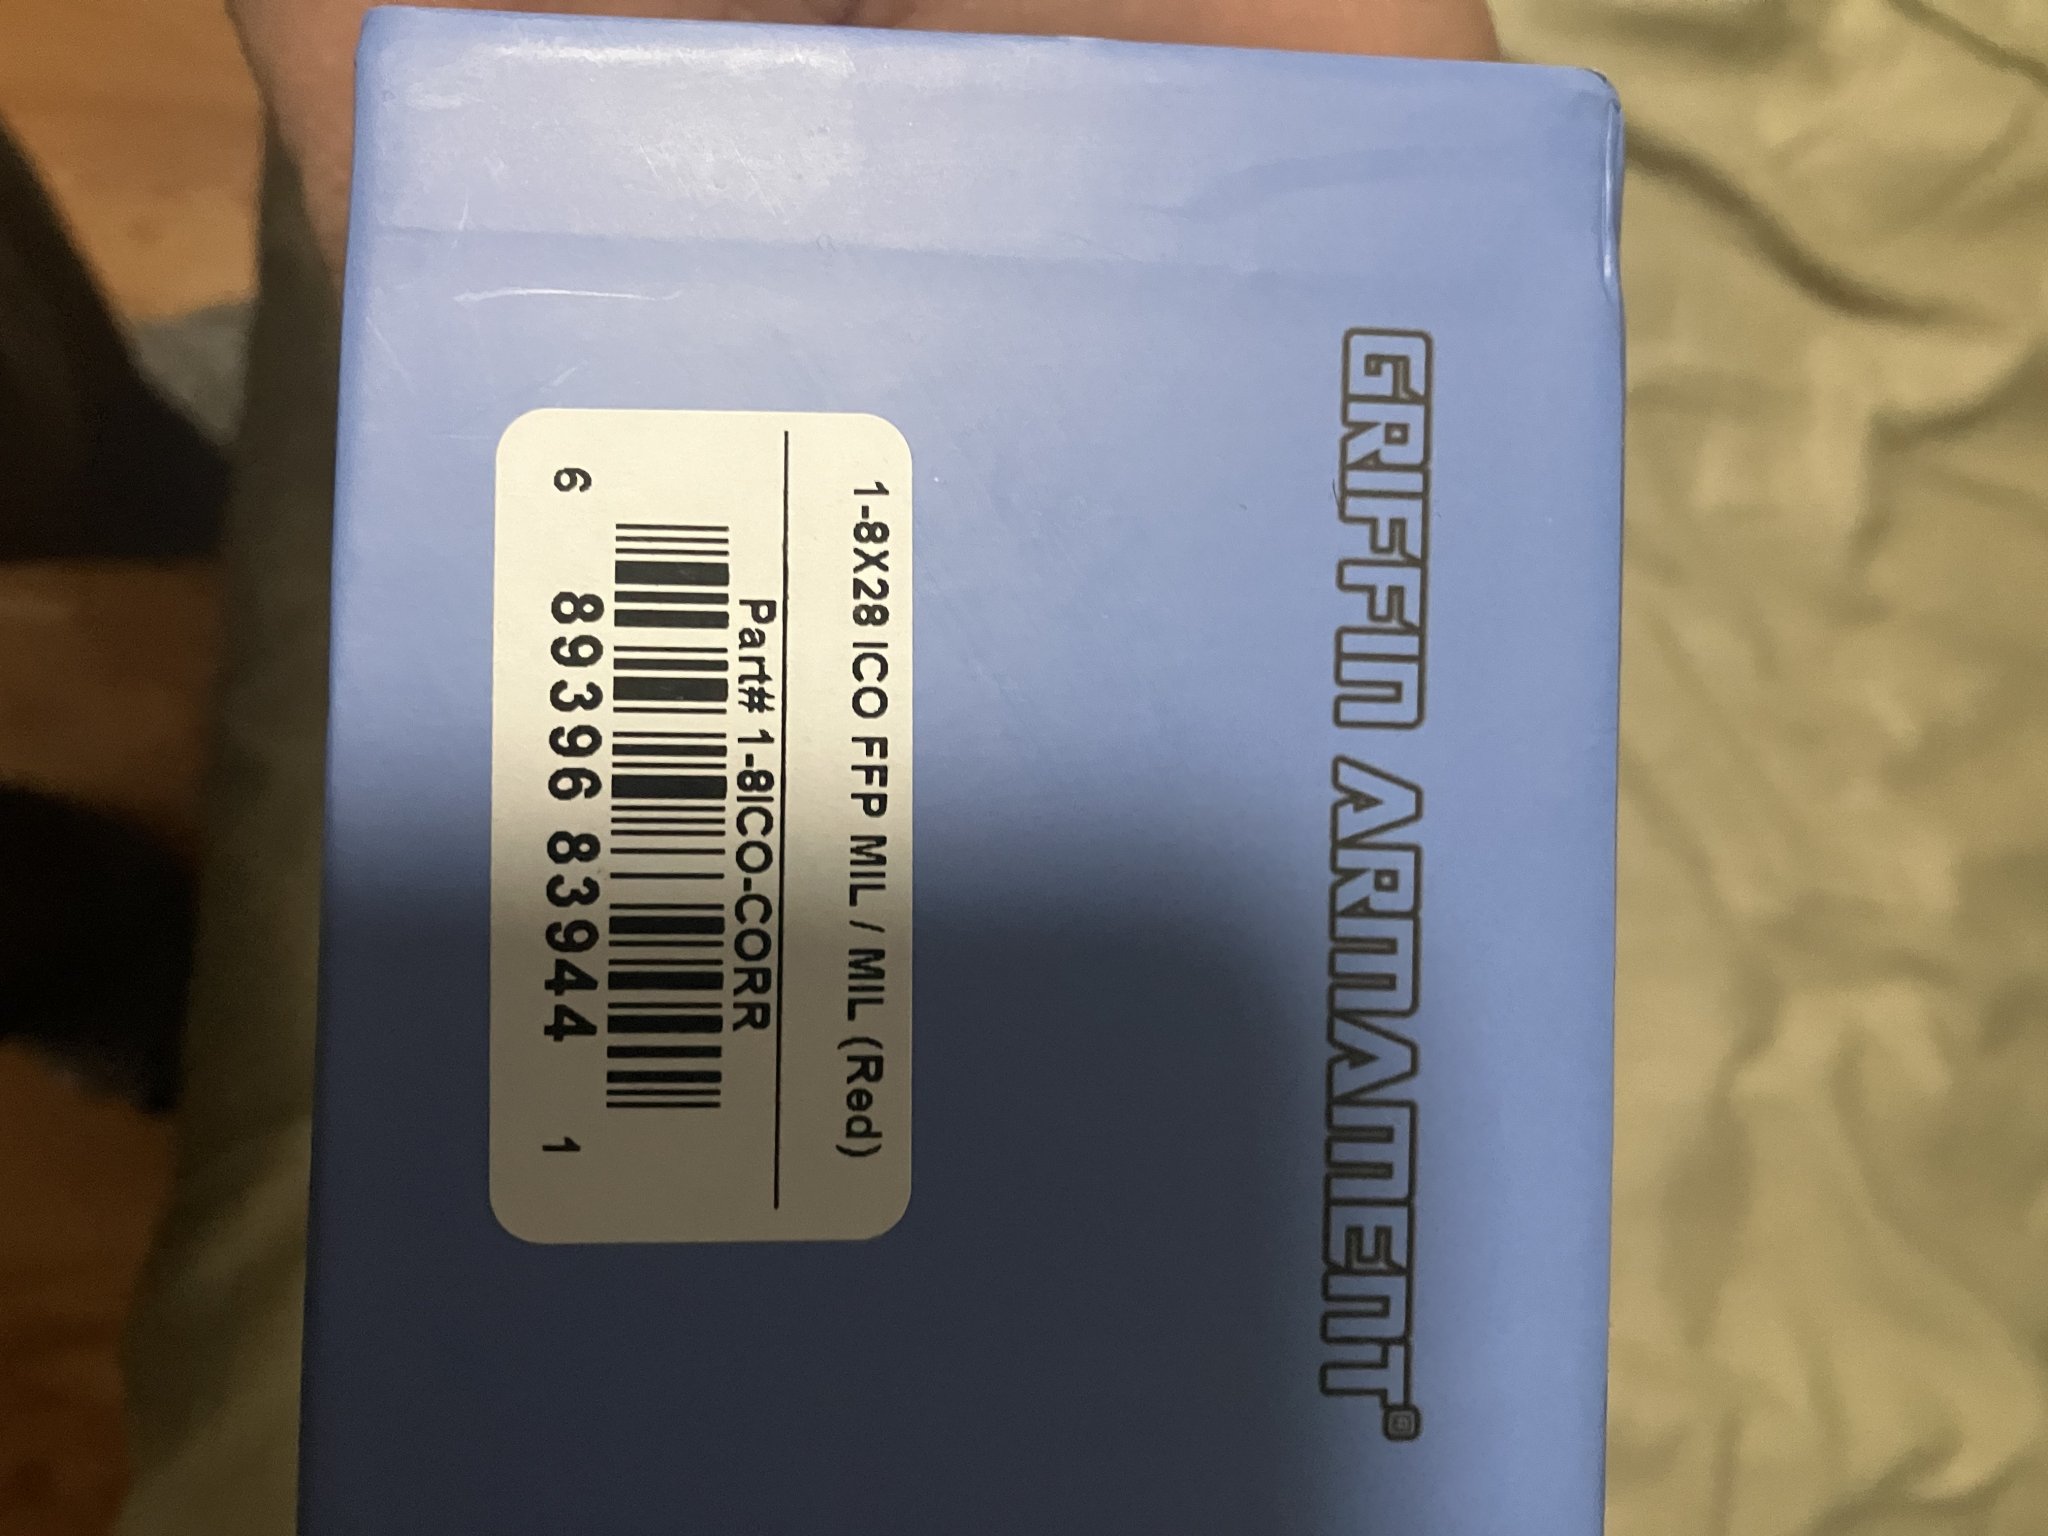 GRIFFIN ARMAMENT®
1-8X28 ICO FFP MIL / MIL (Red)
Part# 1-8ICO-CORR
6 89396 83944 1